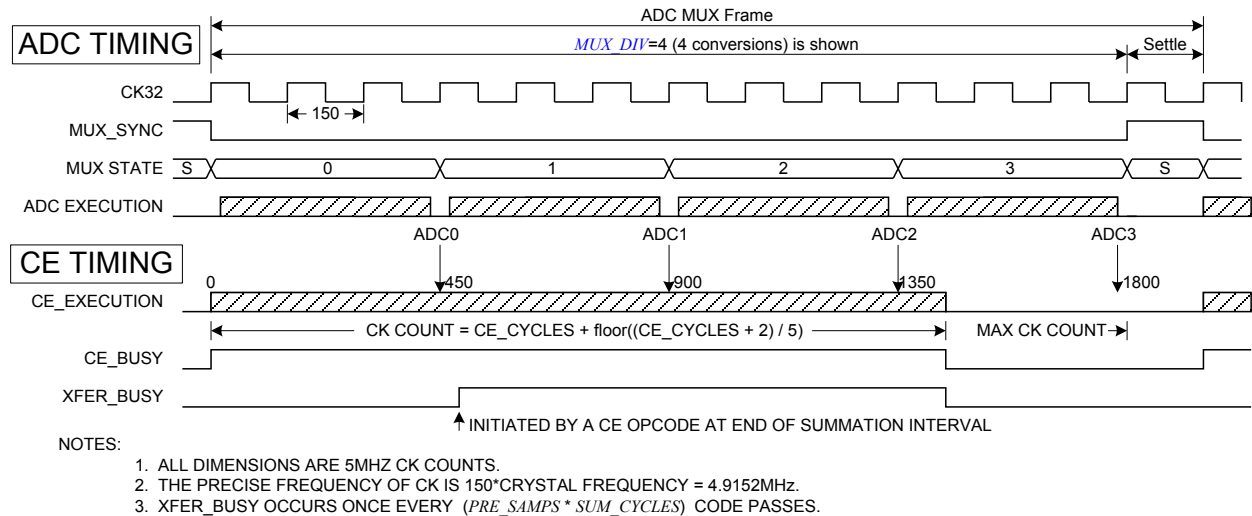 ADC MUX Frame
ADC TIMING
MUX_DIV=4 (4 conversions) is shown
Settle
CK32
150
MUX_SYNC
MUX STATE
S 0 1 2 3 S
ADC EXECUTION
ADC0 ADC1 ADC2 ADC3
CE TIMING
0 450 900 1350 1800
CE_EXECUTION
CK COUNT = CE_CYCLES + floor((CE_CYCLES + 2) / 5)
MAX CK COUNT
CE_BUSY
XFER_BUSY
INITIATED BY A CE OPCODE AT END OF SUMMATION INTERVAL
NOTES:
1. ALL DIMENSIONS ARE 5MHZ CK COUNTS.
2. THE PRECISE FREQUENCY OF CK IS 150*CRYSTAL FREQUENCY = 4.9152MHz.
3. XFER_BUSY OCCURS ONCE EVERY (PRE_SAMPS * SUM_CYCLES) CODE PASSES.